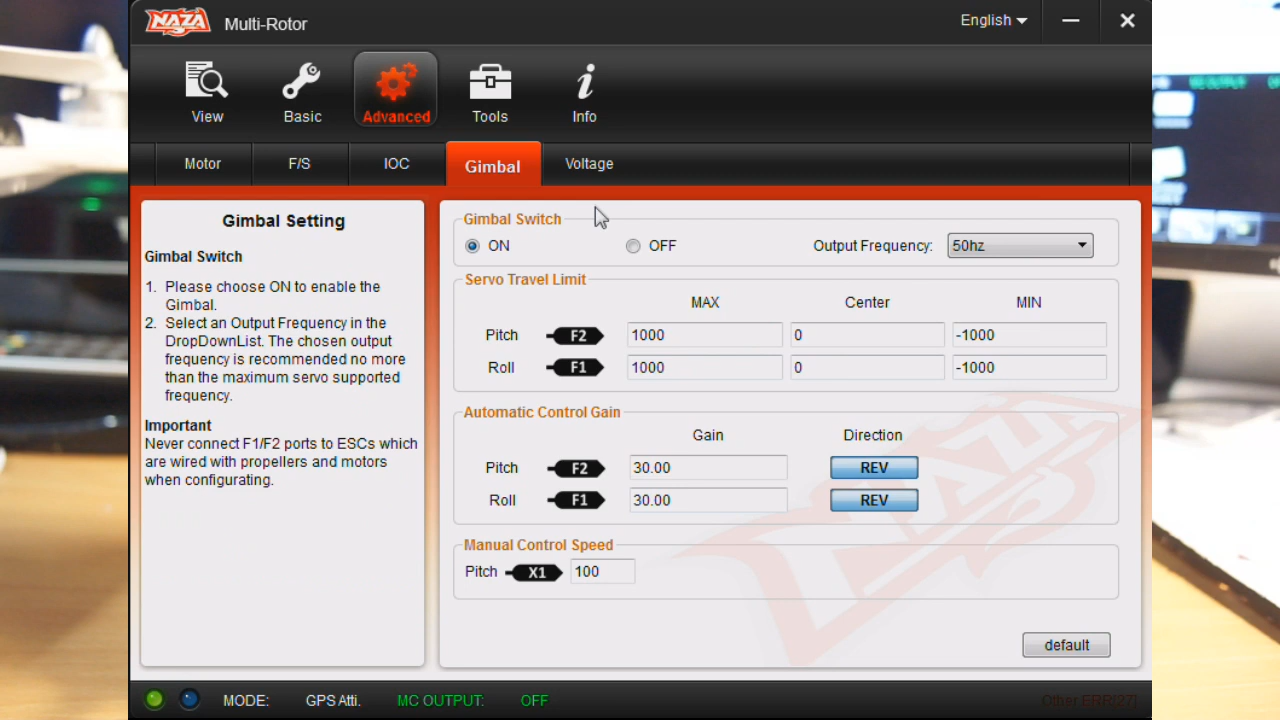 NAZA Multi-Rotor English
View Basic Advanced Tools Info
Motor F/S IOC Gimbal Voltage
Gimbal Setting
Gimbal Switch
1. Please choose ON to enable the
Gimbal.
2. Select an Output Frequency in the
DropDownList. The chosen output
frequency is recommended no more
than the maximum servo supported
frequency.
Important
Never connect F1/F2 ports to ESCs which
are wired with propellers and motors
when configurating.
Gimbal Switch
ON OFF Output Frequency: 50hz
Servo Travel Limit
MAX Center MIN
Pitch F2 1000 0 -1000
Roll F1 1000 0 -1000
Automatic Control Gain
Gain Direction
Pitch F2 30.00 REV
Roll F1 30.00 REV
Manual Control Speed
Pitch X1 100
default
MODE: GPS Atti. MC OUTPUT: OFF Other ERR[27]